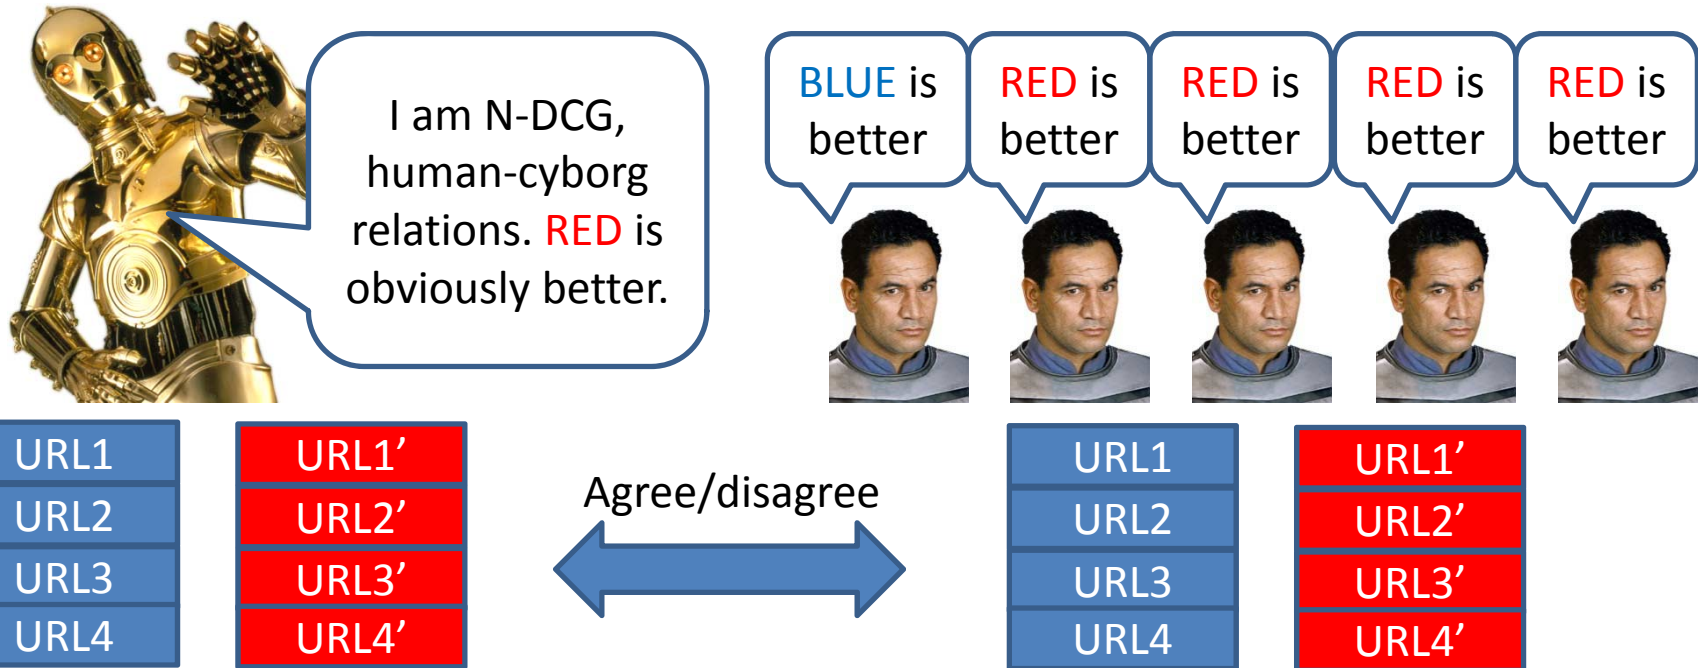 I am N-DCG,
human-cyborg
relations. RED is
obviously better.
BLUE is
better
RED is
better
RED is
better
RED is
better
RED is
better
URL1
URL2
URL3
URL4
URL1’
URL2’
URL3’
URL4’
Agree/disagree
URL1
URL2
URL3
URL4
URL1’
URL2’
URL3’
URL4’